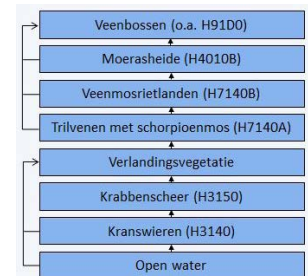 Veenbossen (o.a. H91D0)
Moerasheide (H4010B)
Veenmosrietlanden (H7140B)
Trilvenen met schorpioenmos (H7140A)
Verlandingsvegetatie
Krabbenscheer (H3150)
Kranswieren (H3140)
Open water